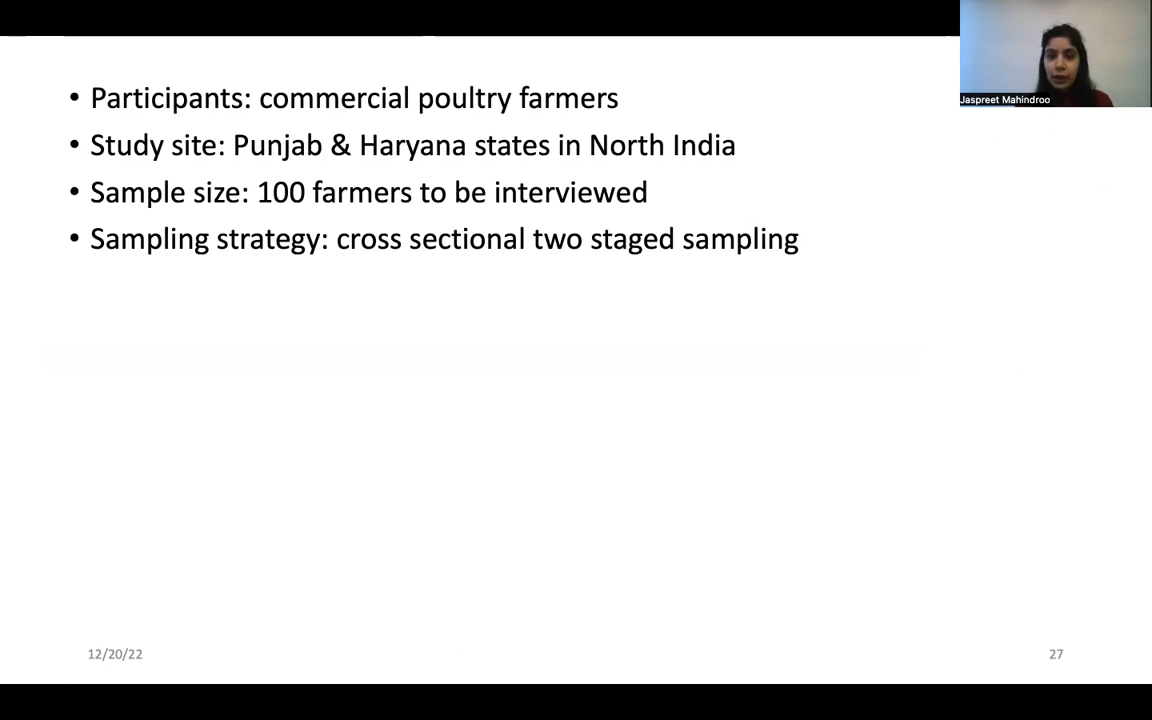 • Participants: commercial poultry farmers
• Study site: Punjab & Haryana states in North India
• Sample size: 100 farmers to be interviewed
• Sampling strategy: cross sectional two staged sampling
Jaspreet Mahindroo
12/20/22
27